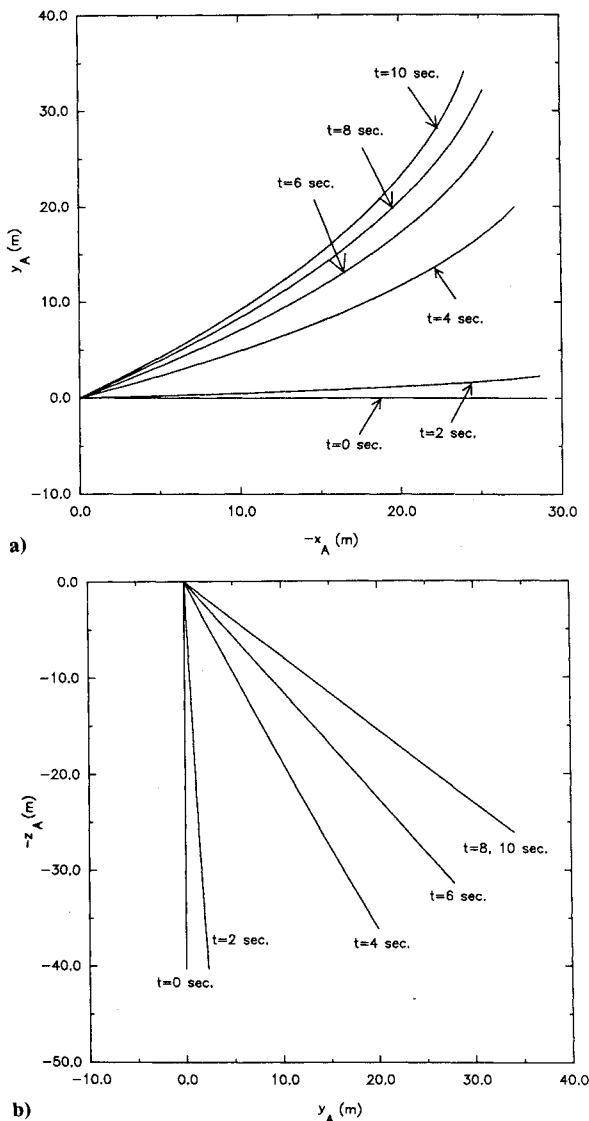 40.0
t=10 sec.
30.0
t=8 sec.
t=6 sec.
20.0
y_A (m)
10.0
t=4 sec.
0.0
t=0 sec.
t=2 sec.
-10.0
0.0 10.0 20.0 30.0
-x_A (m)
a)
0.0
-10.0
-20.0
-z_A (m)
t=8, 10 sec.
-30.0
t=6 sec.
t=2 sec.
t=4 sec.
-40.0
t=0 sec.
-50.0
-10.0 0.0 10.0 20.0 30.0 40.0
b)
y_A (m)